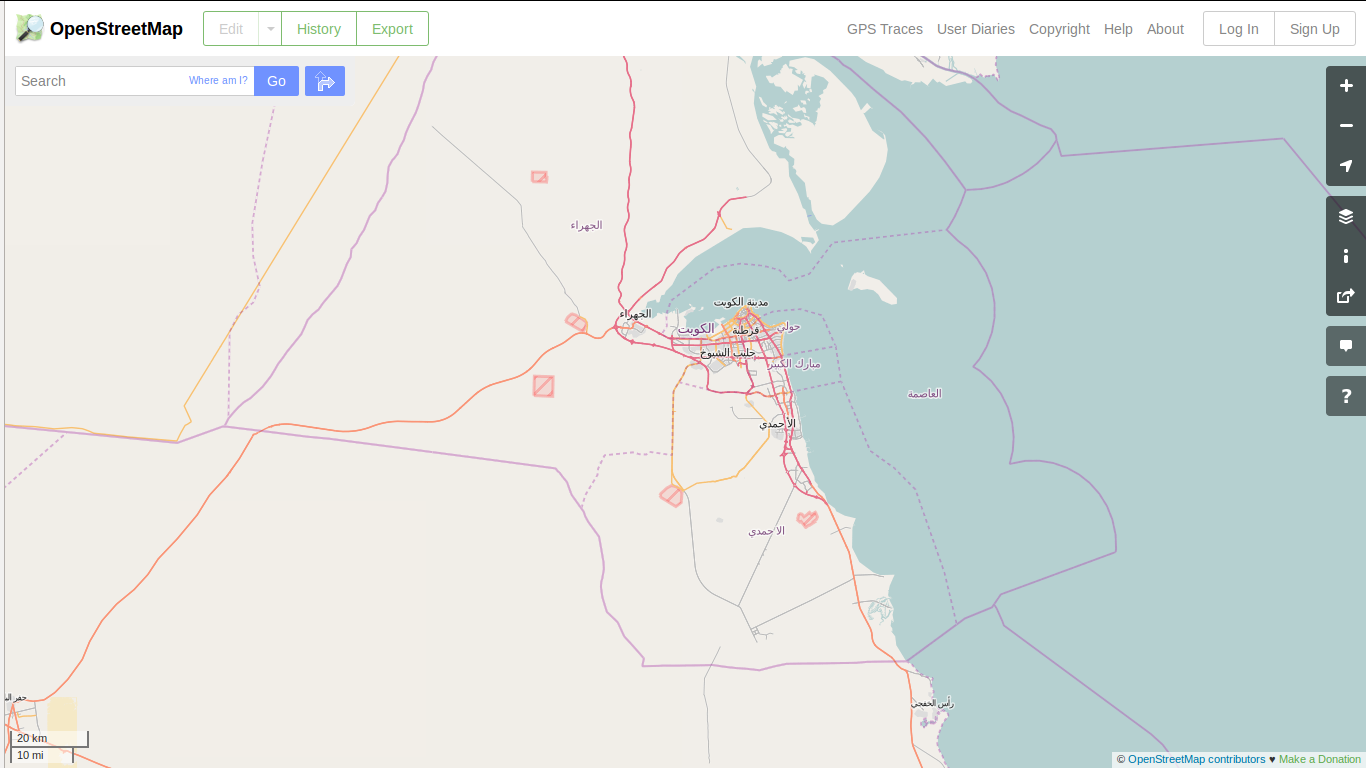 OpenStreetMap
Edit
History
Export
GPS Traces
User Diaries
Copyright
Help
About
Log In
Sign Up
Search
Where am I?
Go
الجهراء
مدينة الكويت
الجهراء
الكويت
قرطبة
حولي
جليب الشيوخ
مبارك الكبير
العاصمة
الأحمدي
الاحمدي
رأس الخفجي
20 km
10 mi
© OpenStreetMap contributors ♥ Make a Donation